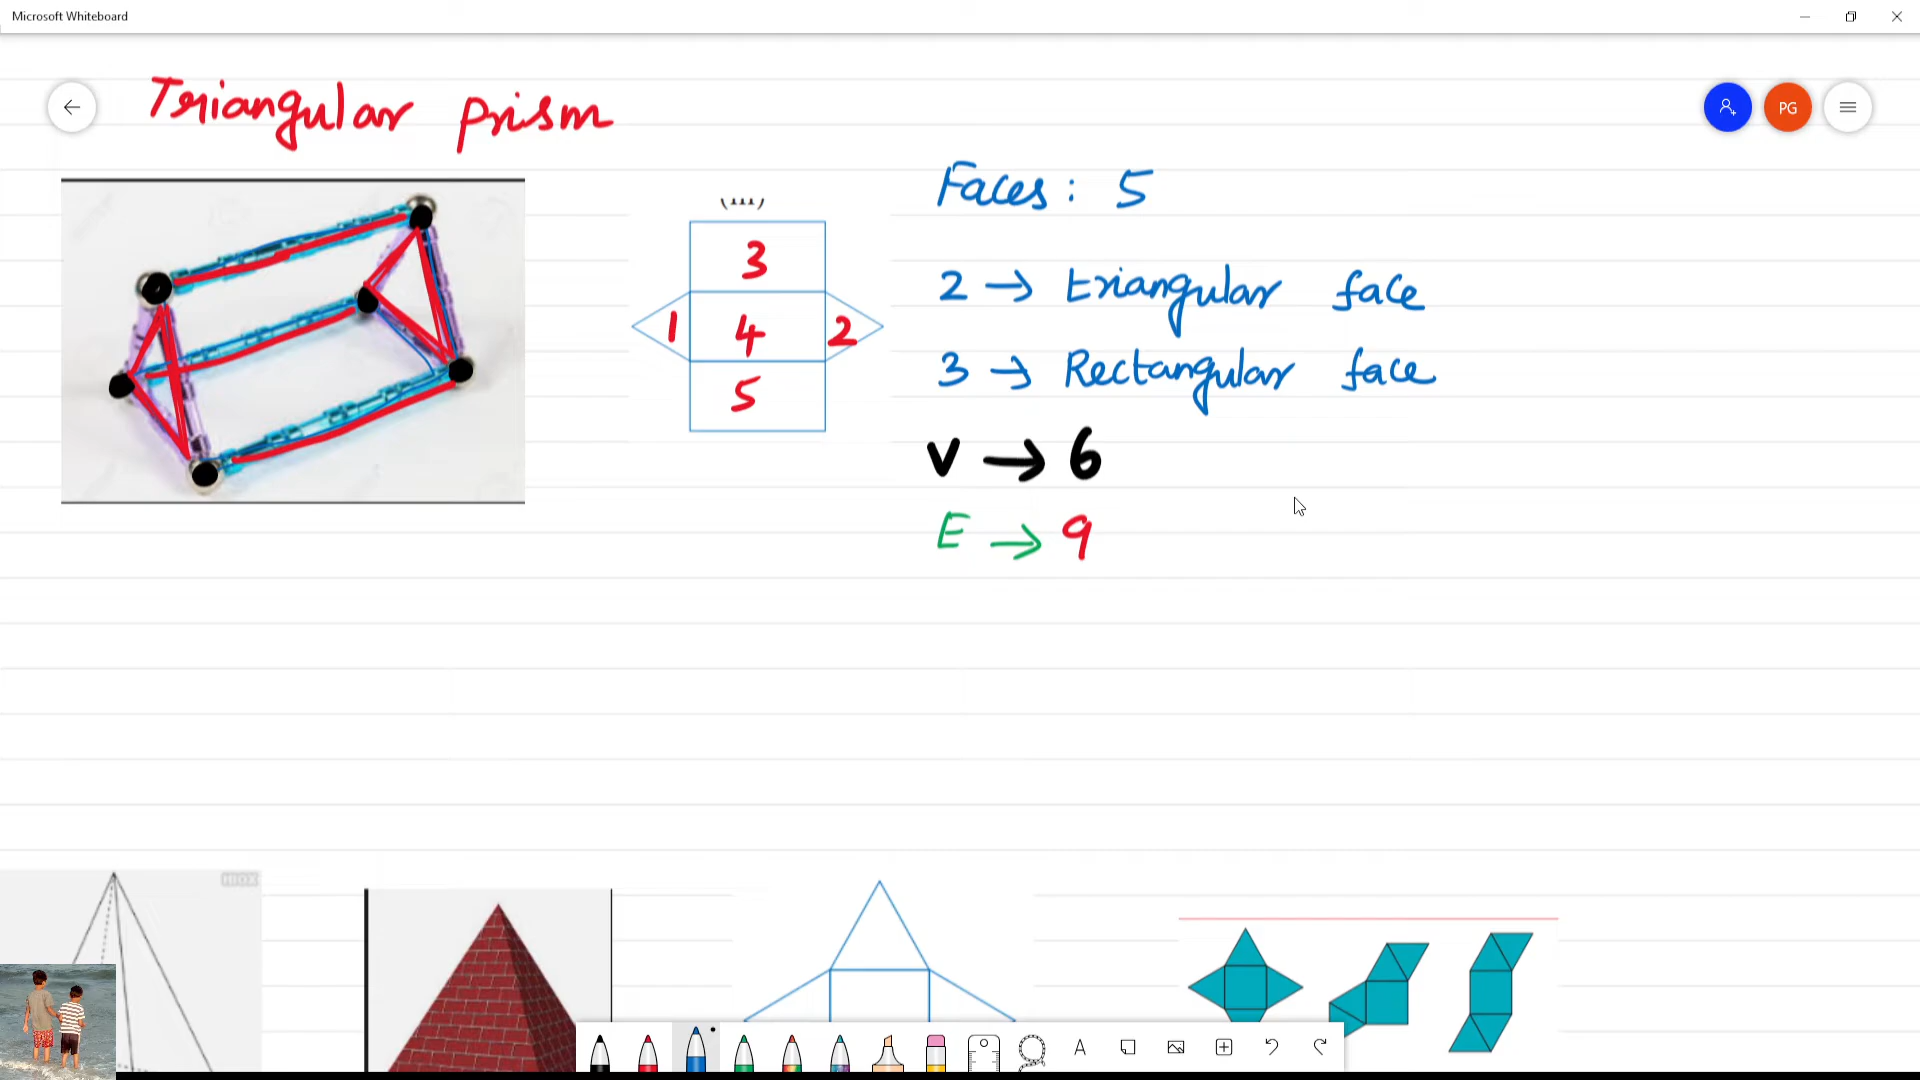 Microsoft Whiteboard
Triangular prism
PG
(III)
3
1 4 2
5
Faces: 5
2 → triangular face
3 → Rectangular face
V → 6
E → 9
A